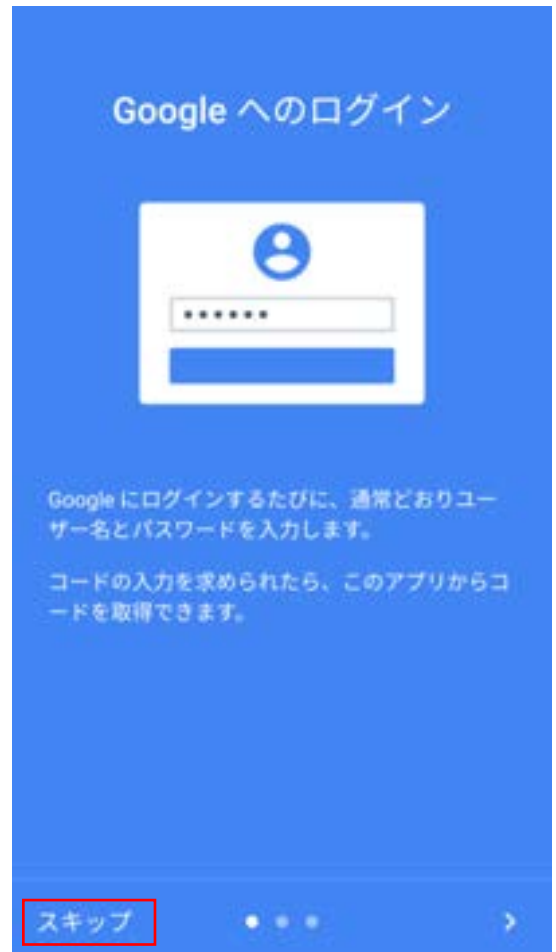 Google へのログイン
Google にログインするたびに、通常どおりユー
ザー名とパスワードを入力します。
コードの入力を求められたら、このアプリからコ
ードを取得できます。
スキップ